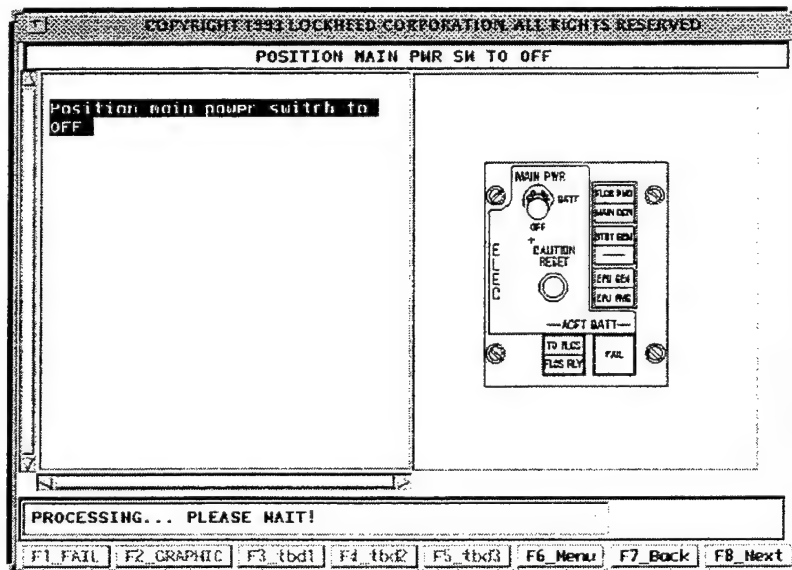 COPYRIGHT 1993 LOCKHEED CORPORATION, ALL RIGHTS RESERVED
POSITION MAIN PWR SW TO OFF
Position main power switch to
OFF
MAIN PWR
BATT
OFF
ELEC
CAUTION
RESET
FLCS PMG
MAIN GEN
STBY GEN
EPU GEN
EPU PMG
ACFT BATT
TO FLCS
FLCS RLY
FAIL
PROCESSING... PLEASE WAIT!
F1_FAIL F2_GRAPHIC F3_tbd1 F4_tbd2 F5_tbd3 F6_Menu F7_Back F8_Next